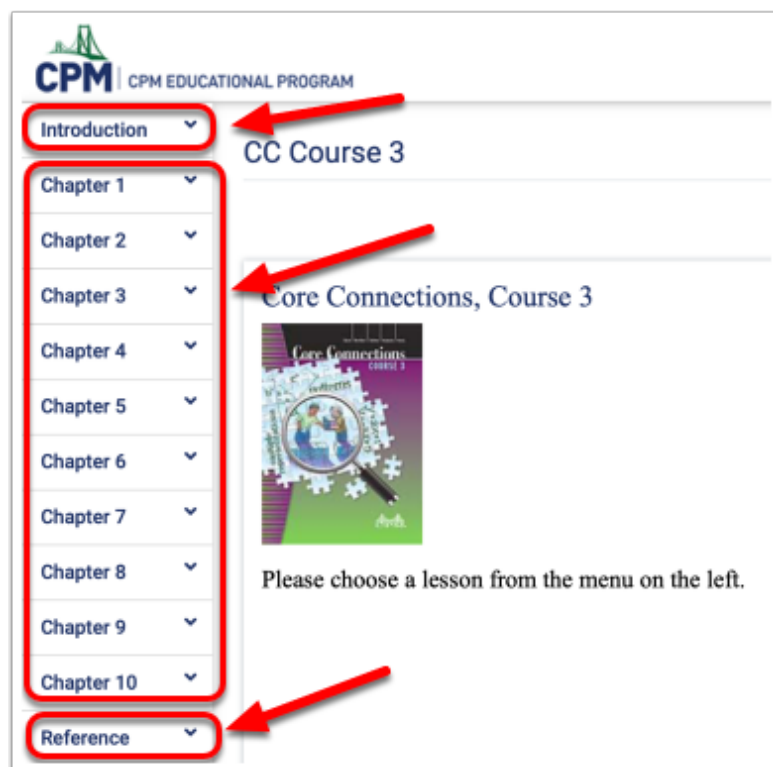 CPM CPM EDUCATIONAL PROGRAM
Introduction
CC Course 3
Chapter 1
Chapter 2
Chapter 3
Chapter 4
Chapter 5
Chapter 6
Chapter 7
Chapter 8
Chapter 9
Chapter 10
Reference
Core Connections, Course 3
Core Connections
COURSE 3
Please choose a lesson from the menu on the left.